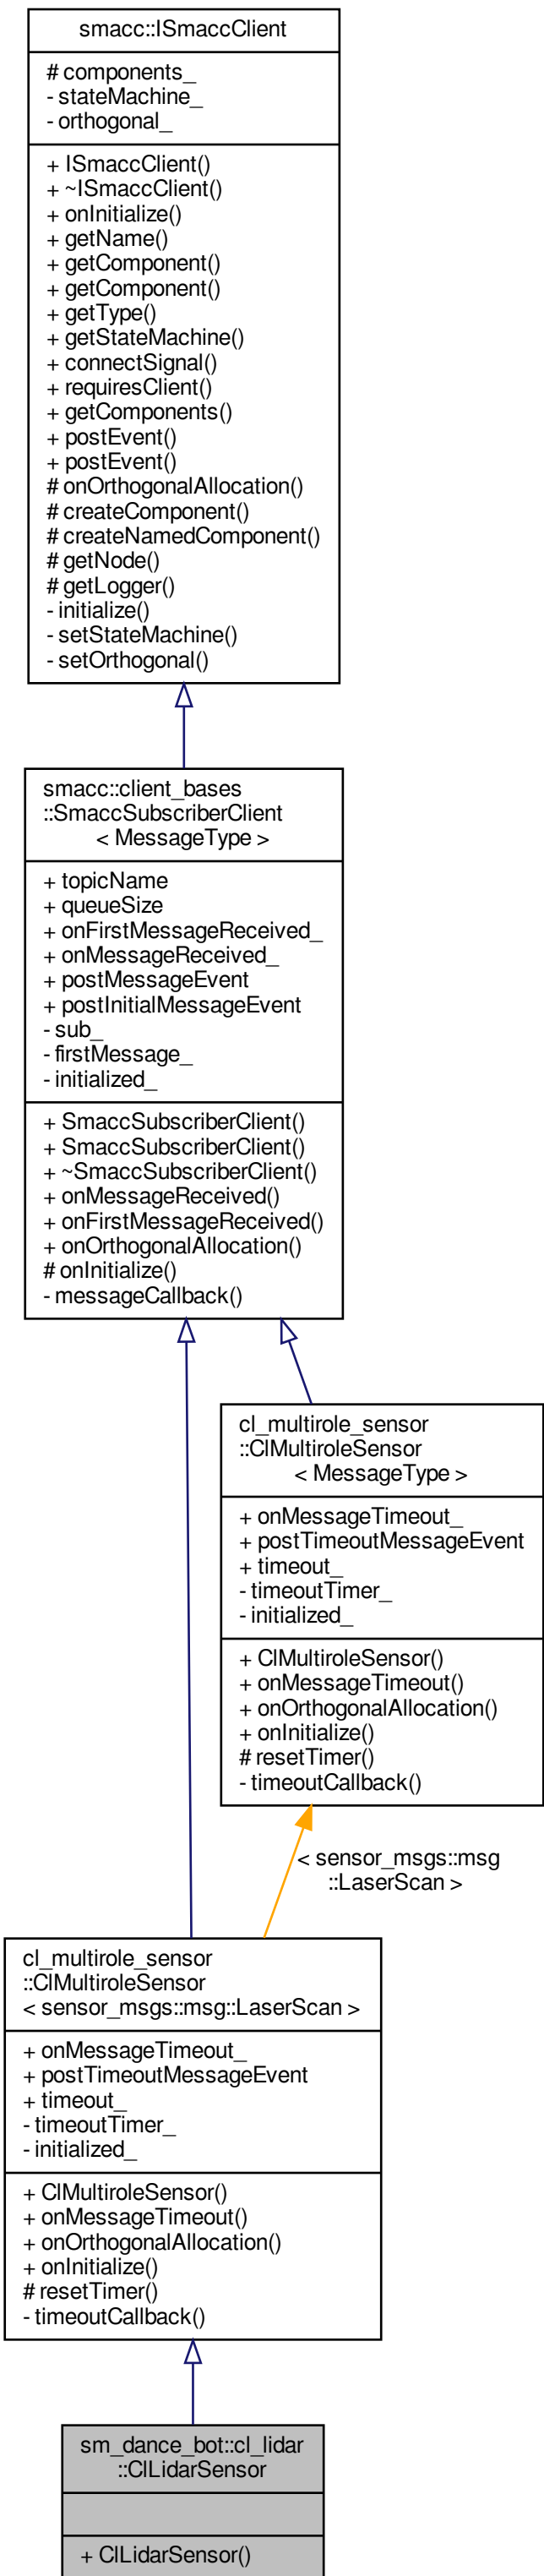 smacc::ISmaccClient
# components_
- stateMachine_
- orthogonal_
+ ISmaccClient()
+ ~ISmaccClient()
+ onInitialize()
+ getName()
+ getComponent()
+ getComponent()
+ getType()
+ getStateMachine()
+ connectSignal()
+ requiresClient()
+ getComponents()
+ postEvent()
+ postEvent()
# onOrthogonalAllocation()
# createComponent()
# createNamedComponent()
# getNode()
# getLogger()
- initialize()
- setStateMachine()
- setOrthogonal()
smacc::client_bases
::SmaccSubscriberClient
< MessageType >
+ topicName
+ queueSize
+ onFirstMessageReceived_
+ onMessageReceived_
+ postMessageEvent
+ postInitialMessageEvent
- sub_
- firstMessage_
- initialized_
+ SmaccSubscriberClient()
+ SmaccSubscriberClient()
+ ~SmaccSubscriberClient()
+ onMessageReceived()
+ onFirstMessageReceived()
+ onOrthogonalAllocation()
# onInitialize()
- messageCallback()
cl_multirole_sensor
::ClMultiroleSensor
< MessageType >
+ onMessageTimeout_
+ postTimeoutMessageEvent
+ timeout_
- timeoutTimer_
- initialized_
+ ClMultiroleSensor()
+ onMessageTimeout()
+ onOrthogonalAllocation()
+ onInitialize()
# resetTimer()
- timeoutCallback()
< sensor_msgs::msg
::LaserScan >
cl_multirole_sensor
::ClMultiroleSensor
< sensor_msgs::msg::LaserScan >
+ onMessageTimeout_
+ postTimeoutMessageEvent
+ timeout_
- timeoutTimer_
- initialized_
+ ClMultiroleSensor()
+ onMessageTimeout()
+ onOrthogonalAllocation()
+ onInitialize()
# resetTimer()
- timeoutCallback()
sm_dance_bot::cl_lidar
::ClLidarSensor
+ ClLidarSensor()